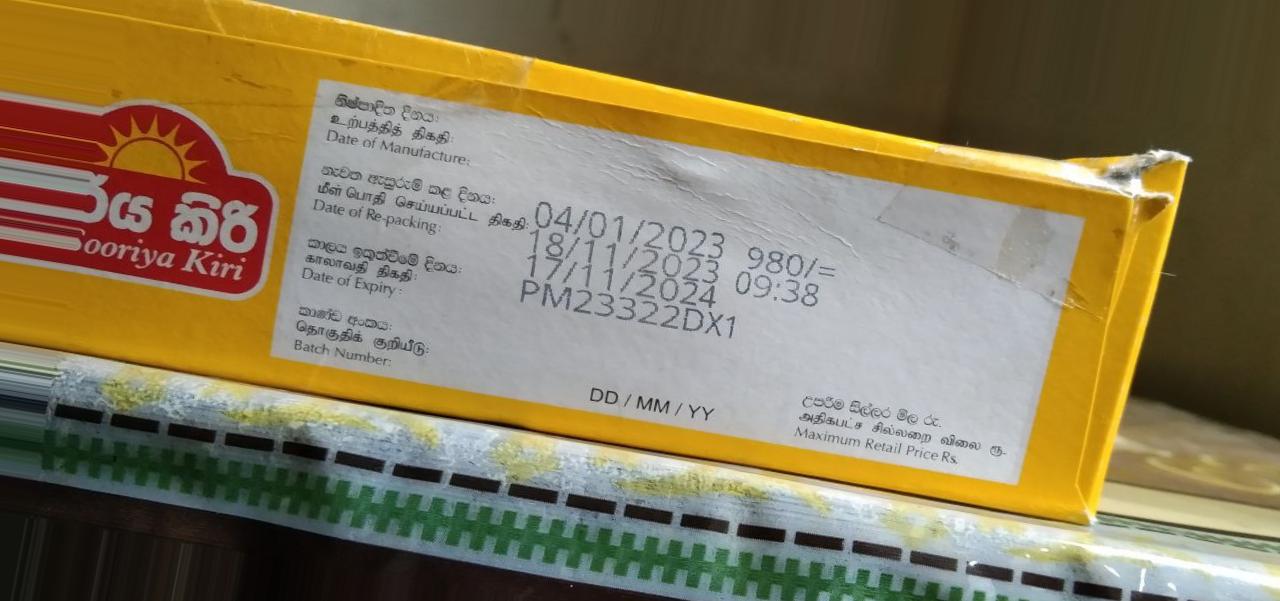 ය කිරි
ooriya Kiri
නිෂ්පාදිත දිනය:
உற்பத்தித் திகதி:
Date of Manufacture:
නැවත ඇසුරුම් කළ දිනය:
மீள் பொதி செய்யப்பட்ட திகதி:
Date of Re-packing:
කාලය ඉකුත්වීමේ දිනය:
காலாவதி திகதி:
Date of Expiry:
කාණ්ඩ අංකය:
தொகுதிக் குறியீடு:
Batch Number:
04/01/2023 980/=
18/11/2023 09:38
17/11/2024
PM23322DX1
DD / MM / YY
උපරිම සිල්ලර මිල රු.
அதிகபட்ச சில்லறை விலை ரூ.
Maximum Retail Price Rs.